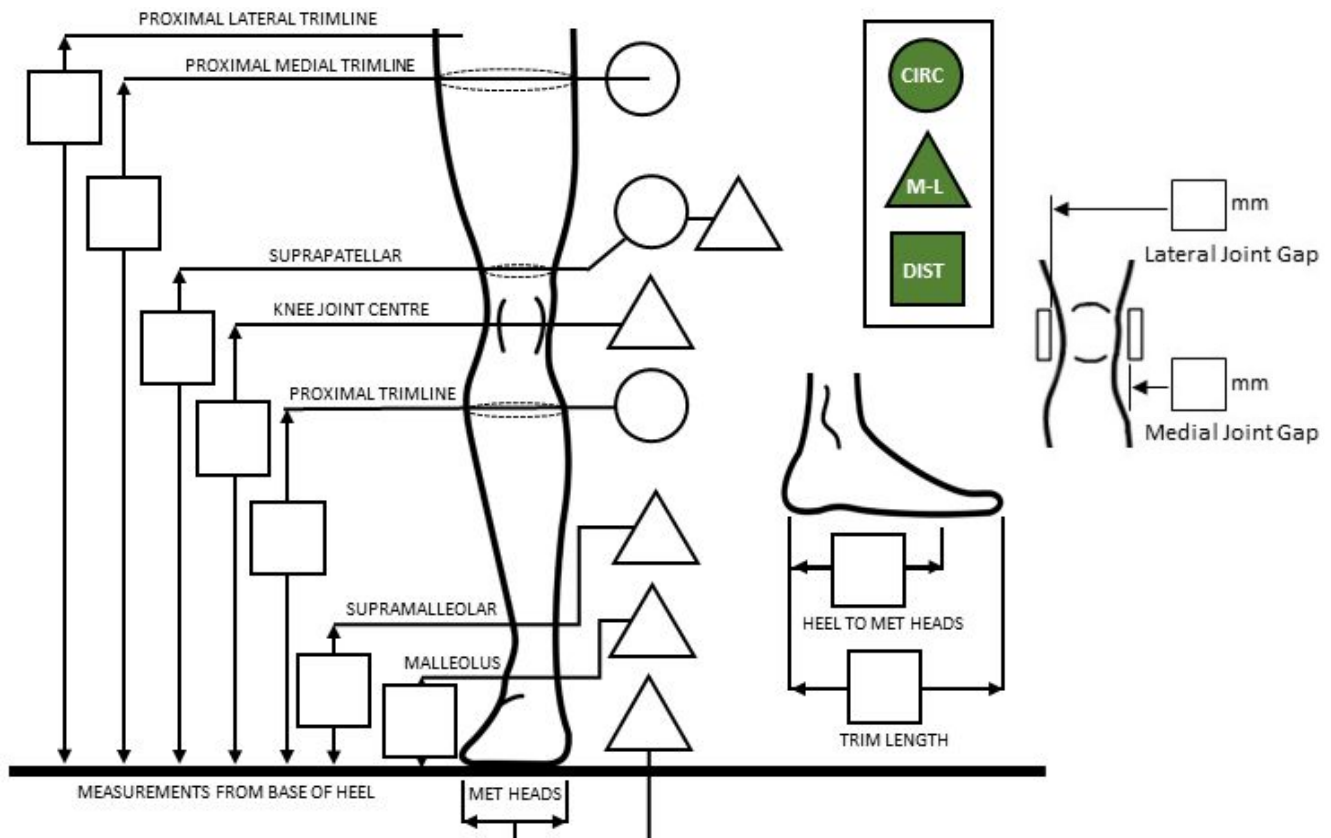 PROXIMAL LATERAL TRIMLINE
PROXIMAL MEDIAL TRIMLINE
SUPRAPATELLAR
KNEE JOINT CENTRE
PROXIMAL TRIMLINE
SUPRAMALLEOLAR
MALLEOLUS
MEASUREMENTS FROM BASE OF HEEL
MET HEADS
CIRC
M-L
DIST
mm
Lateral Joint Gap
mm
Medial Joint Gap
HEEL TO MET HEADS
TRIM LENGTH